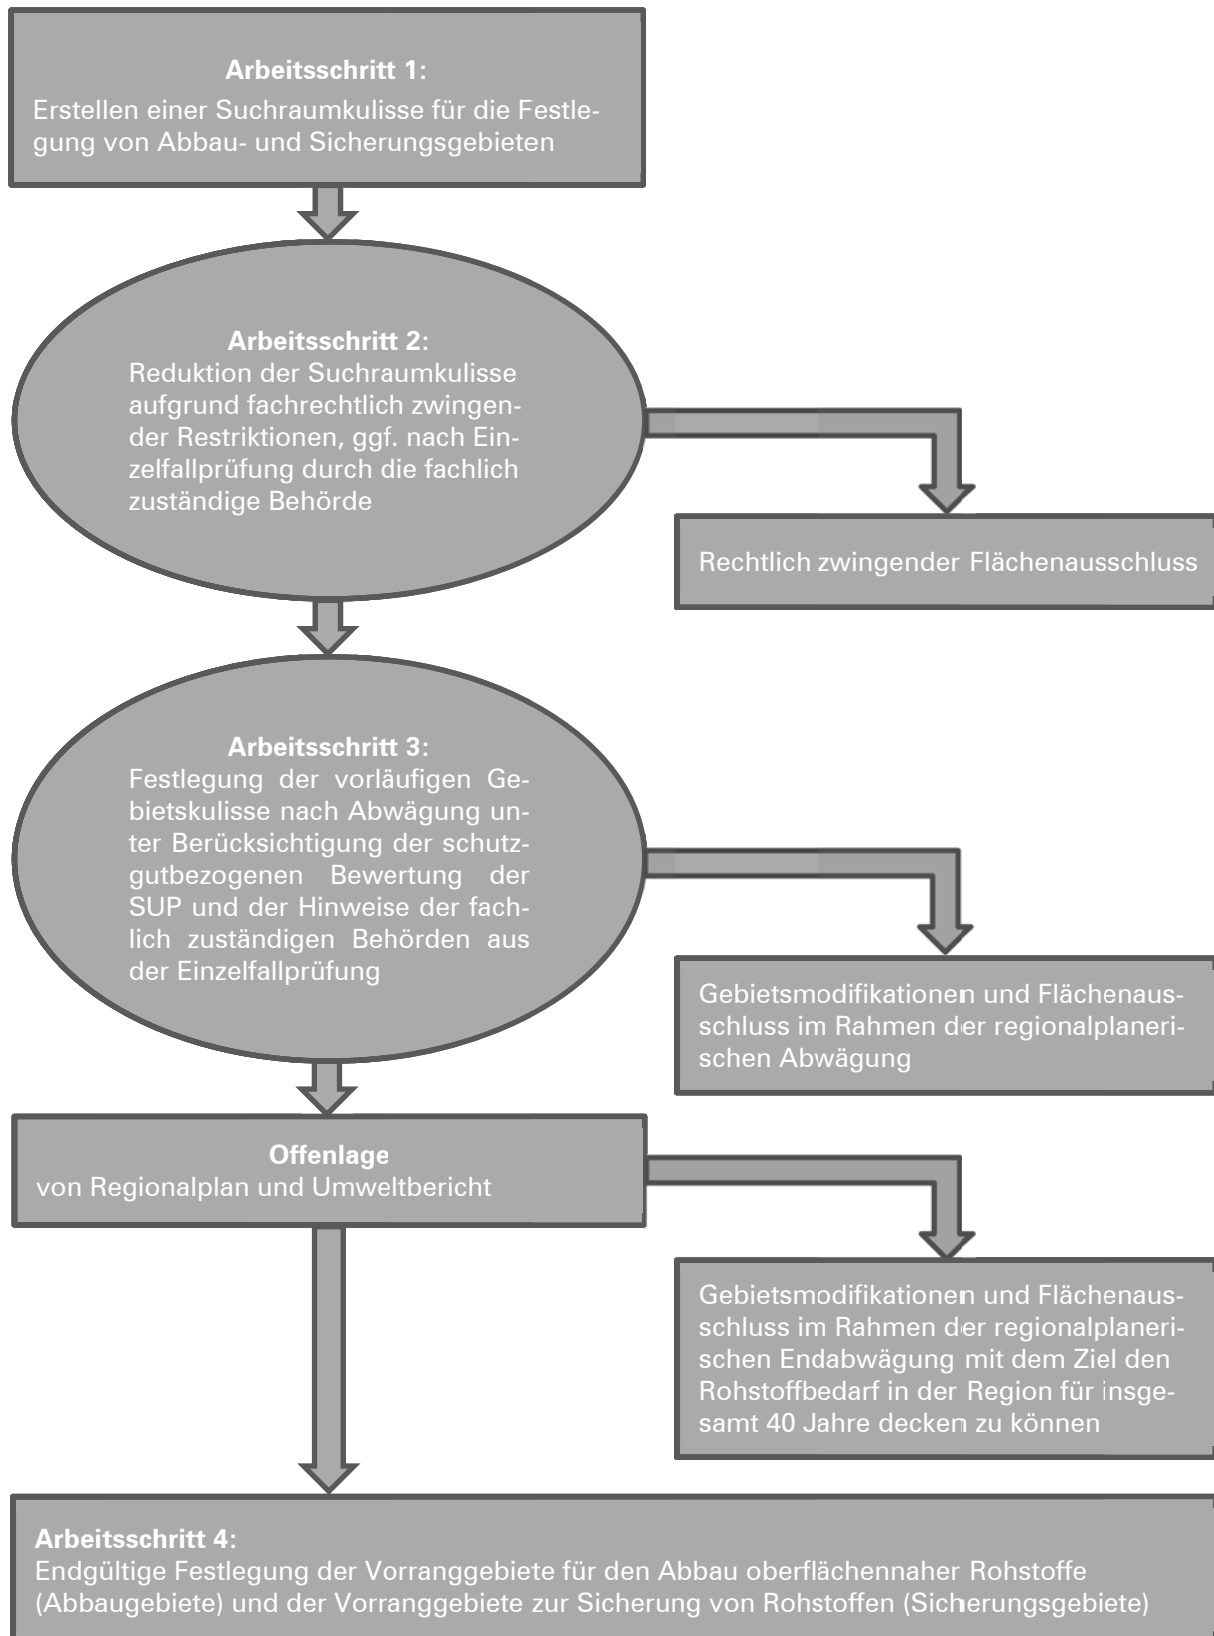 Arbeitsschritt 1:
Erstellen einer Suchraumkulisse für die Festle-
gung von Abbau- und Sicherungsgebieten
Arbeitsschritt 2:
Reduktion der Suchraumkulisse
aufgrund fachrechtlich zwingen-
der Restriktionen, ggf. nach Ein-
zelfallprüfung durch die fachlich
zuständige Behörde
Rechtlich zwingender Flächenausschluss
Arbeitsschritt 3:
Festlegung der vorläufigen Ge-
bietskulisse nach Abwägung un-
ter Berücksichtigung der schutz-
gutbezogenen Bewertung der
SUP und der Hinweise der fach-
lich zuständigen Behörden aus
der Einzelfallprüfung
Gebietsmodifikationen und Flächenaus-
schluss im Rahmen der regionalplaneri-
schen Abwägung
Offenlage
von Regionalplan und Umweltbericht
Gebietsmodifikationen und Flächenaus-
schluss im Rahmen der regionalplaneri-
schen Endabwägung mit dem Ziel den
Rohstoffbedarf in der Region für insge-
samt 40 Jahre decken zu können
Arbeitsschritt 4:
Endgültige Festlegung der Vorranggebiete für den Abbau oberflächennaher Rohstoffe
(Abbaugebiete) und der Vorranggebiete zur Sicherung von Rohstoffen (Sicherungsgebiete)